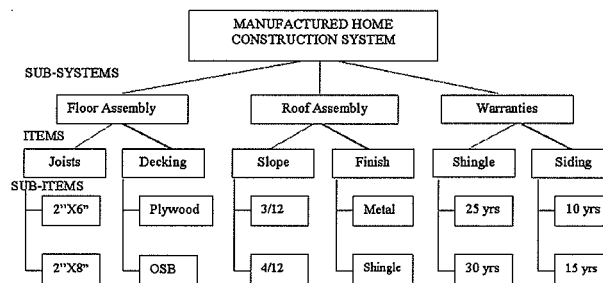 MANUFACTURED HOME
CONSTRUCTION SYSTEM
SUB-SYSTEMS
Floor Assembly
Roof Assembly
Warranties
ITEMS
Joists
Decking
Slope
Finish
Shingle
Siding
SUB-ITEMS
2"X6"
Plywood
3/12
Metal
25 yrs
10 yrs
2"X8"
OSB
4/12
Shingle
30 yrs
15 yrs